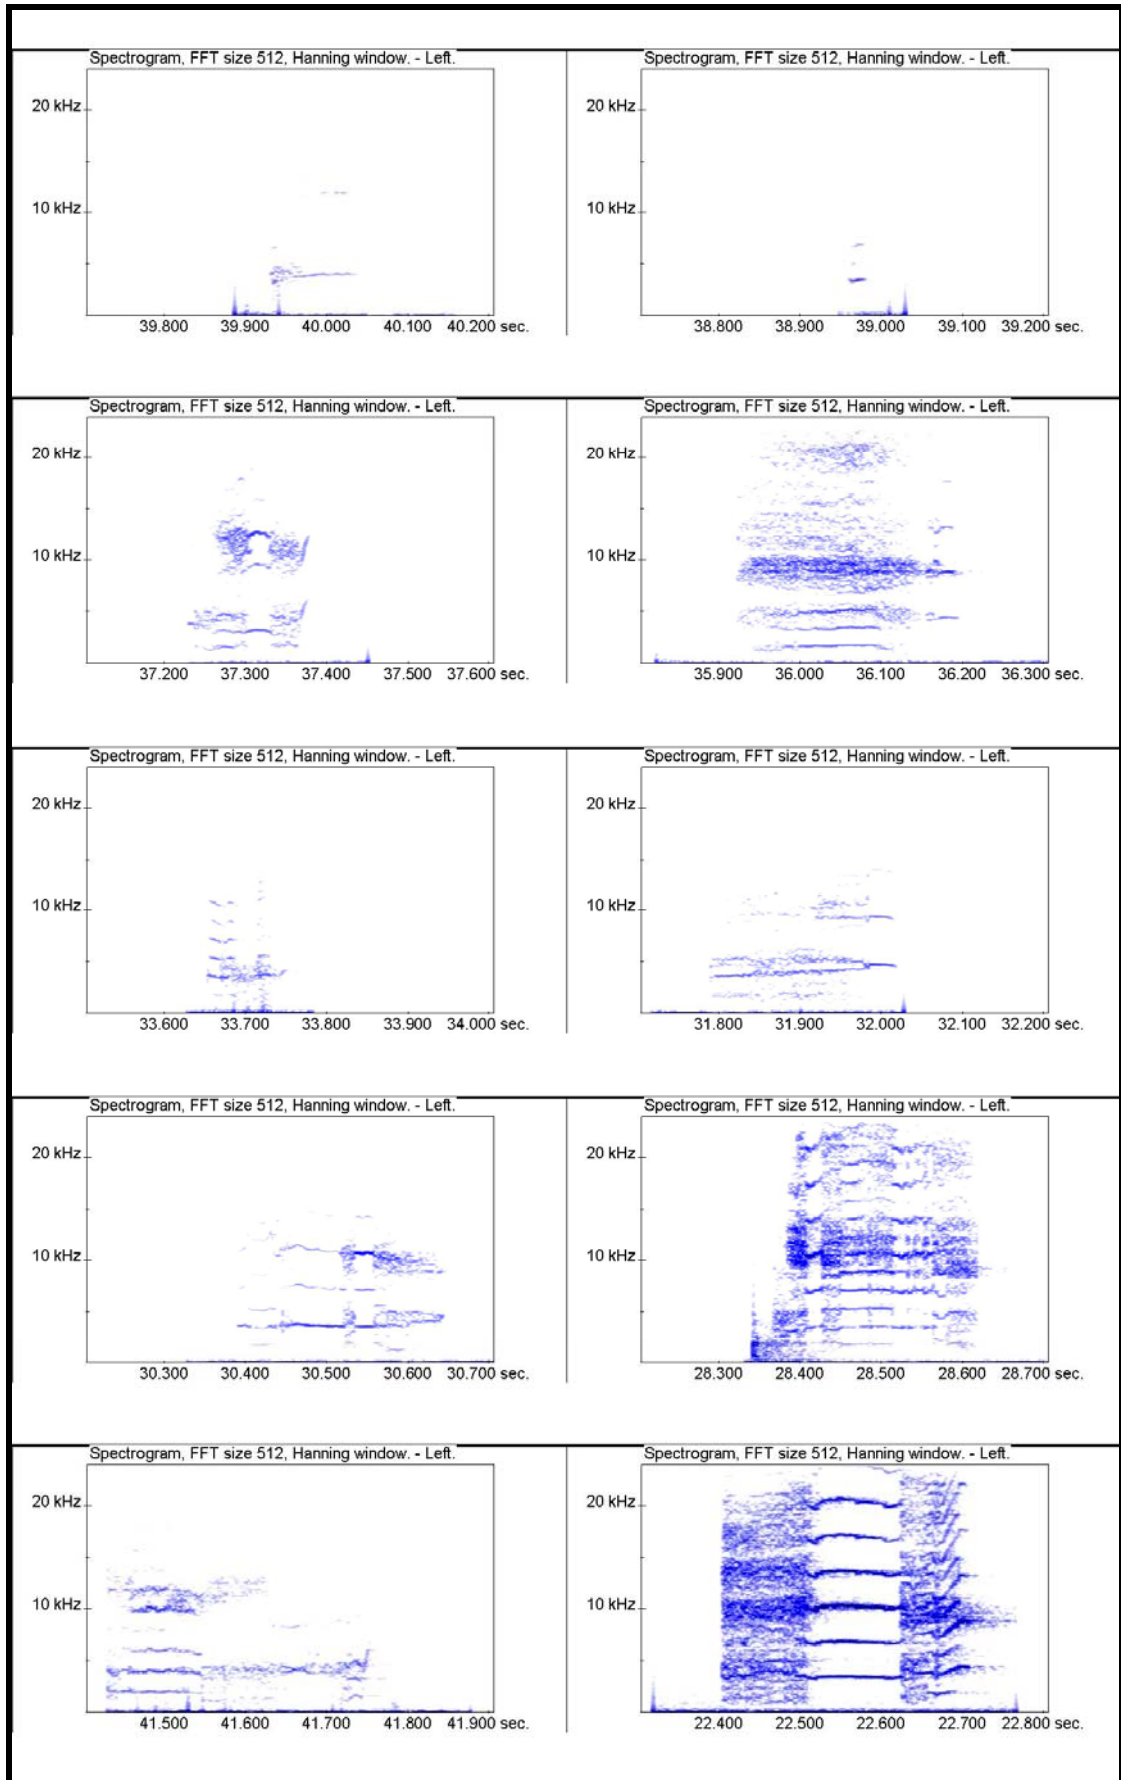 Spectrogram, FFT size 512, Hanning window. - Left.
20 kHz
10 kHz
39.800 39.900 40.000 40.100 40.200 sec.
Spectrogram, FFT size 512, Hanning window. - Left.
20 kHz
10 kHz
38.800 38.900 39.000 39.100 39.200 sec.
Spectrogram, FFT size 512, Hanning window. - Left.
20 kHz
10 kHz
37.200 37.300 37.400 37.500 37.600 sec.
Spectrogram, FFT size 512, Hanning window. - Left.
20 kHz
10 kHz
35.900 36.000 36.100 36.200 36.300 sec.
Spectrogram, FFT size 512, Hanning window. - Left.
20 kHz
10 kHz
33.600 33.700 33.800 33.900 34.000 sec.
Spectrogram, FFT size 512, Hanning window. - Left.
20 kHz
10 kHz
31.800 31.900 32.000 32.100 32.200 sec.
Spectrogram, FFT size 512, Hanning window. - Left.
20 kHz
10 kHz
30.300 30.400 30.500 30.600 30.700 sec.
Spectrogram, FFT size 512, Hanning window. - Left.
20 kHz
10 kHz
28.300 28.400 28.500 28.600 28.700 sec.
Spectrogram, FFT size 512, Hanning window. - Left.
20 kHz
10 kHz
41.500 41.600 41.700 41.800 41.900 sec.
Spectrogram, FFT size 512, Hanning window. - Left.
20 kHz
10 kHz
22.400 22.500 22.600 22.700 22.800 sec.